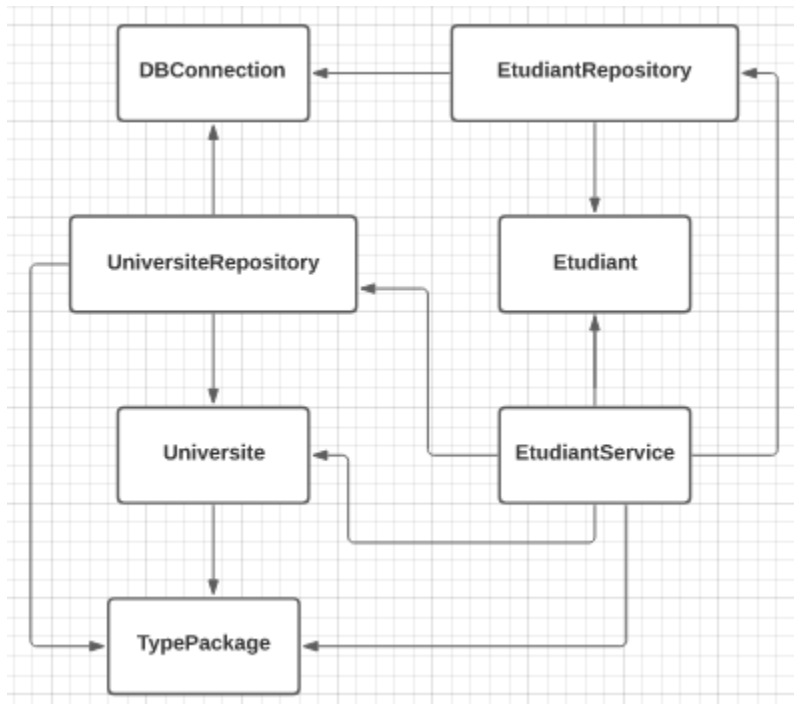 DBConnection
EtudiantRepository
UniversiteRepository
Etudiant
Universite
EtudiantService
TypePackage